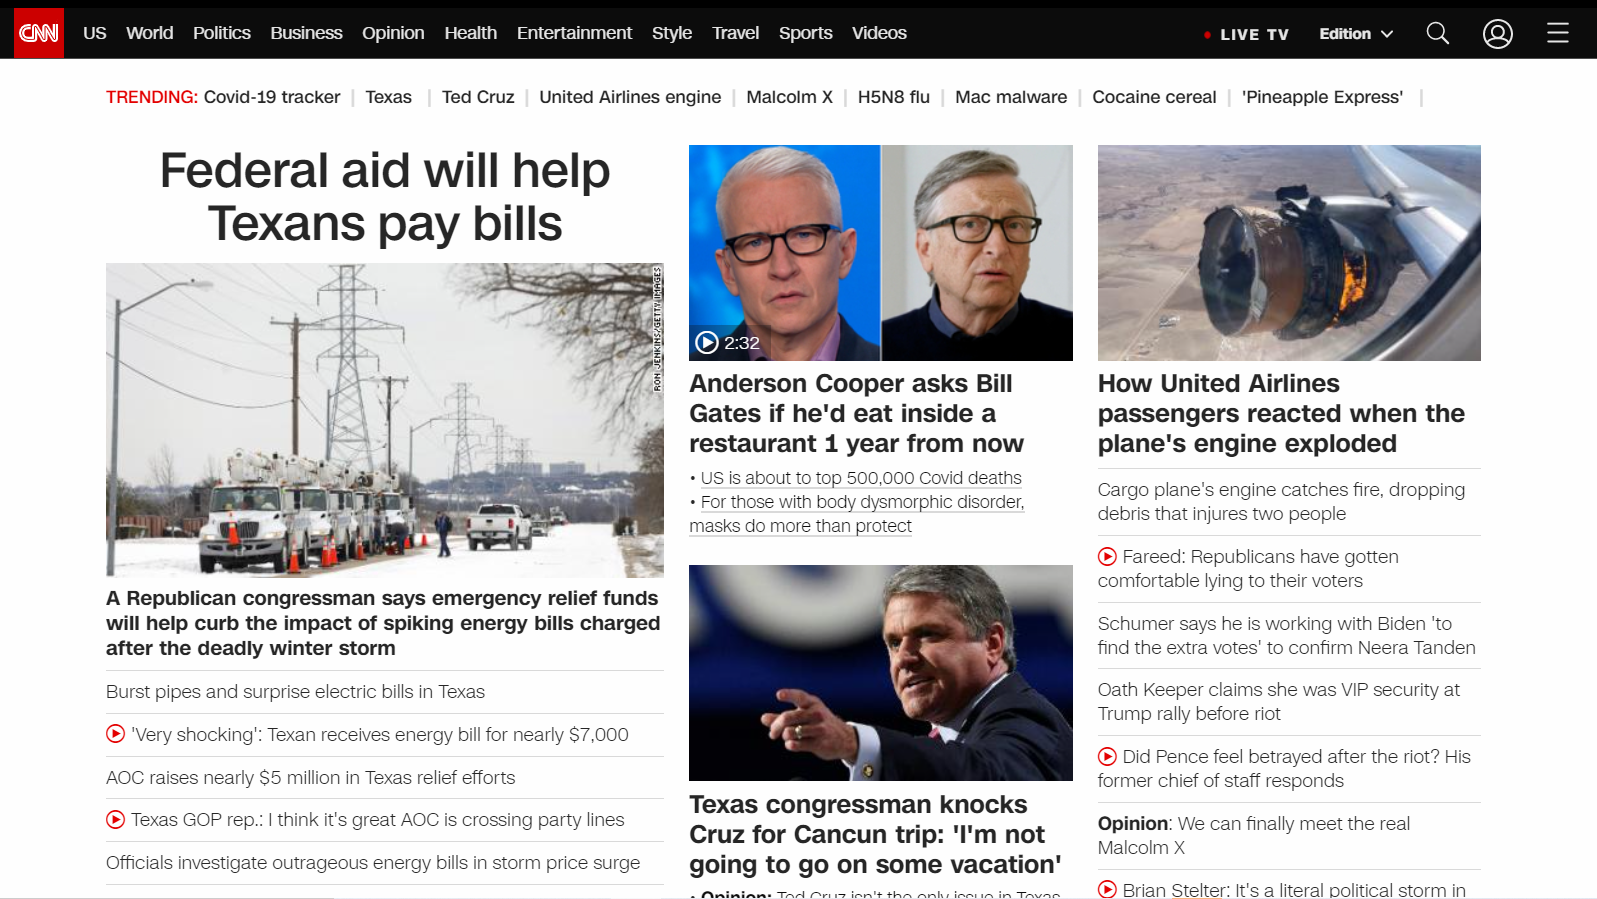 CNN US World Politics Business Opinion Health Entertainment Style Travel Sports Videos LIVE TV Edition
TRENDING: Covid-19 tracker | Texas | Ted Cruz | United Airlines engine | Malcolm X | H5N8 flu | Mac malware | Cocaine cereal | 'Pineapple Express' |
Federal aid will help
Texans pay bills
RON JENKINS/GETTY IMAGES
A Republican congressman says emergency relief funds
will help curb the impact of spiking energy bills charged
after the deadly winter storm
Burst pipes and surprise electric bills in Texas
'Very shocking': Texan receives energy bill for nearly $7,000
AOC raises nearly $5 million in Texas relief efforts
Texas GOP rep.: I think it's great AOC is crossing party lines
Officials investigate outrageous energy bills in storm price surge
2:32
Anderson Cooper asks Bill
Gates if he'd eat inside a
restaurant 1 year from now
• US is about to top 500,000 Covid deaths
• For those with body dysmorphic disorder,
masks do more than protect
Texas congressman knocks
Cruz for Cancun trip: 'I'm not
going to go on some vacation'
• Opinion: Ted Cruz isn't the only issue in Texas
How United Airlines
passengers reacted when the
plane's engine exploded
Cargo plane's engine catches fire, dropping
debris that injures two people
Fareed: Republicans have gotten
comfortable lying to their voters
Schumer says he is working with Biden 'to
find the extra votes' to confirm Neera Tanden
Oath Keeper claims she was VIP security at
Trump rally before riot
Did Pence feel betrayed after the riot? His
former chief of staff responds
Opinion: We can finally meet the real
Malcolm X
Brian Stelter: It's a literal political storm in